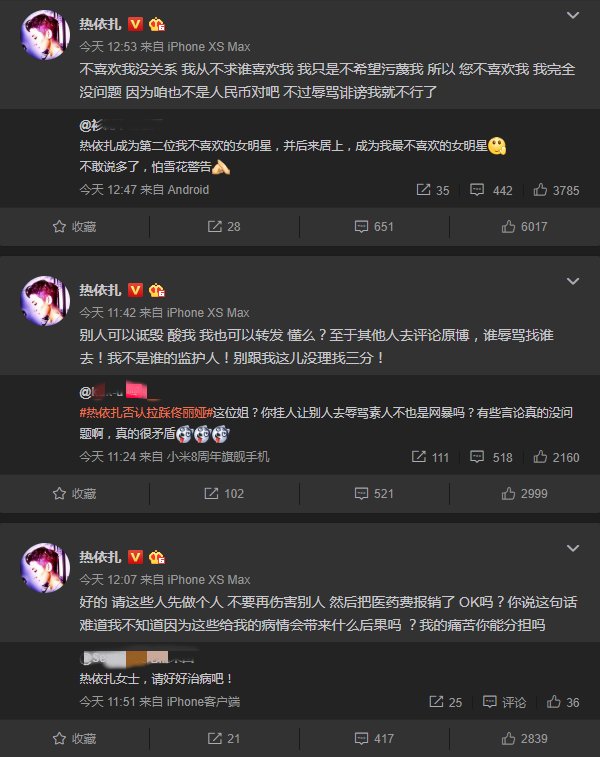 热依扎
今天 12:53 来自 iPhone XS Max
不喜欢我没关系 我从不求谁喜欢我 我只是不希望污蔑我 所以 您不喜欢我 我完全
没问题 因为咱也不是人民币对吧 不过辱骂诽谤我就不行了
热依扎成为第二位我不喜欢的女明星，并后来居上，成为我最不喜欢的女明星
不敢说多了，怕雪花警告
今天 12:47 来自 Android 35 442 3785
收藏 28 651 6017
热依扎
今天 11:42 来自 iPhone XS Max
别人可以诋毁 酸我 我也可以转发 懂么？至于其他人去评论原博，谁辱骂找谁
去！我不是谁的监护人！别跟我这儿没理找三分！
#热依扎否认拉踩佟丽娅#这位姐？你挂人让别人去辱骂素人不也是网暴吗？有些言论真的没问
题啊，真的很矛盾
今天 11:24 来自 小米8周年旗舰手机 111 518 2160
收藏 102 521 2999
热依扎
今天 12:07 来自 iPhone XS Max
好的 请这些人先做个人 不要再伤害别人 然后把医药费报销了 OK吗？你说这句话
难道我不知道因为这些给我的病情会带来什么后果吗 ？我的痛苦你能分担吗
热依扎女士，请好好治病吧！
今天 11:51 来自 iPhone客户端 25 评论 36
收藏 21 417 2839